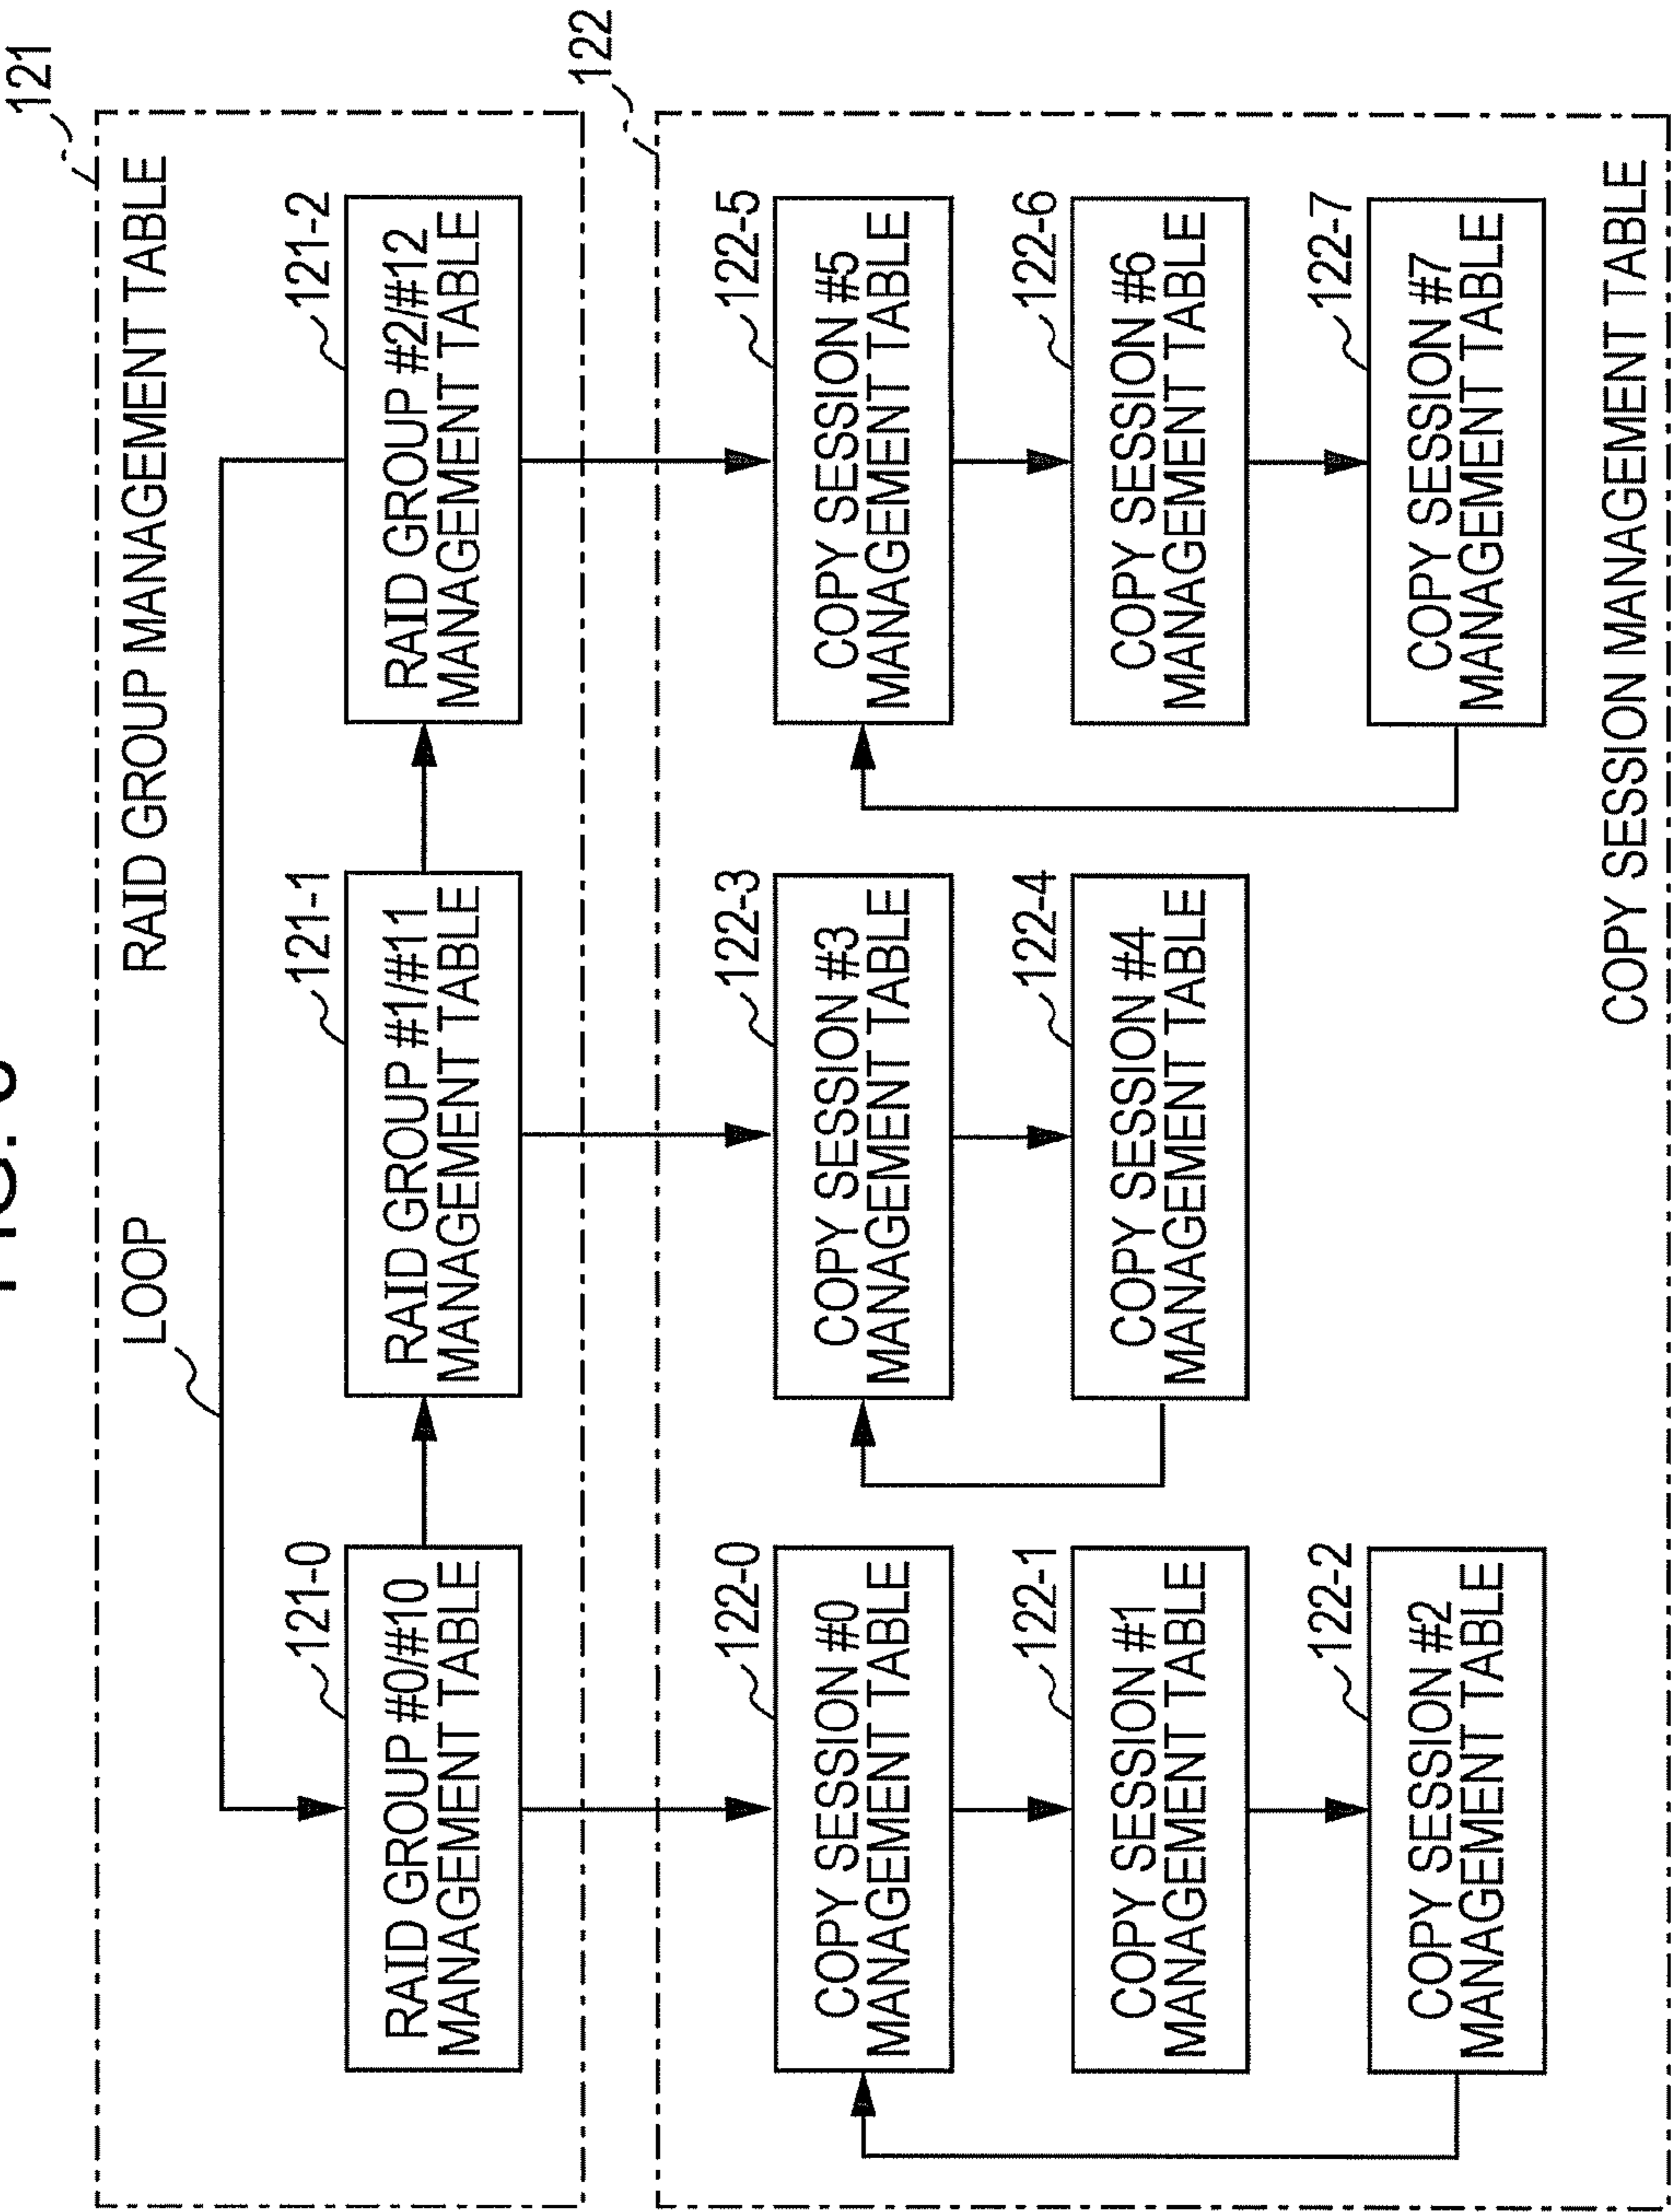 FIG.
121
RAID GROUP MANAGEMENT TABLE
LOOP
121-0
RAID GROUP #0/#10
MANAGEMENT TABLE
121-1
RAID GROUP #1/#11
MANAGEMENT TABLE
121-2
RAID GROUP #2/#12
MANAGEMENT TABLE
122
122-0
COPY SESSION #0
MANAGEMENT TABLE
122-3
COPY SESSION #3
MANAGEMENT TABLE
122-5
COPY SESSION #5
MANAGEMENT TABLE
122-1
COPY SESSION #1
MANAGEMENT TABLE
122-4
COPY SESSION #4
MANAGEMENT TABLE
122-6
COPY SESSION #6
MANAGEMENT TABLE
122-2
COPY SESSION #2
MANAGEMENT TABLE
122-7
COPY SESSION #7
MANAGEMENT TABLE
COPY SESSION MANAGEMENT TABLE